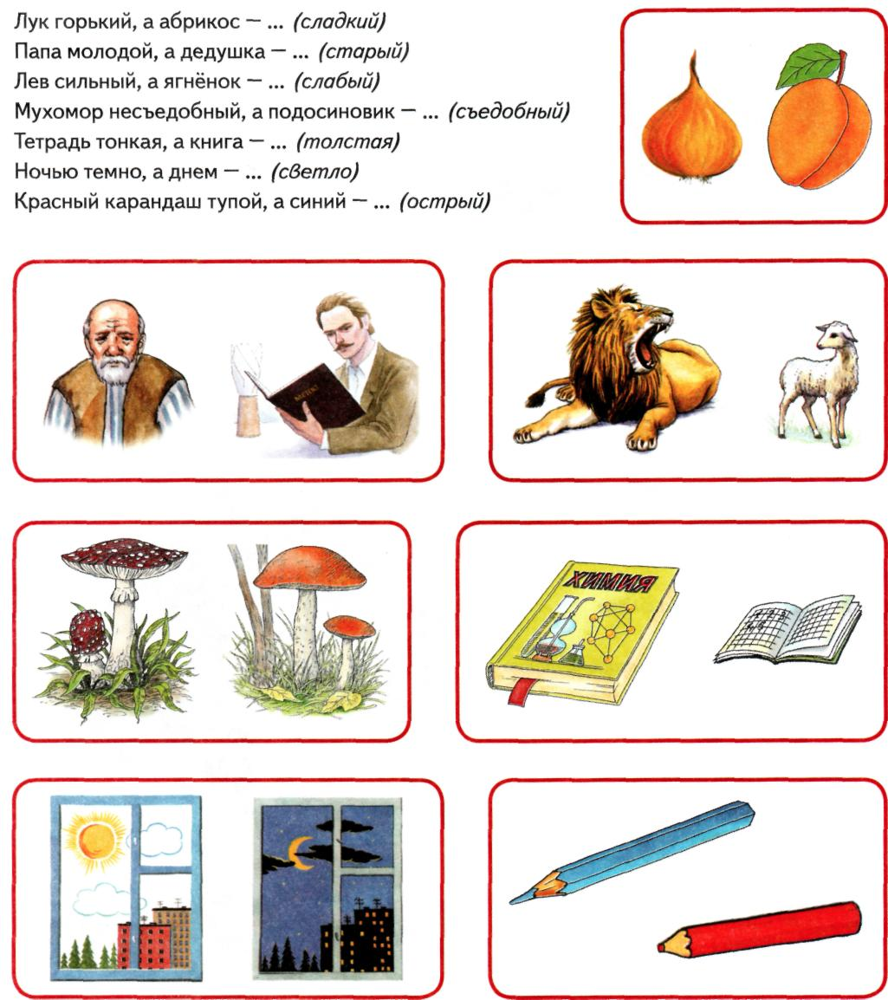 Лук горький, а абрикос — ... (сладкий)
Папа молодой, а дедушка — ... (старый)
Лев сильный, а ягнёнок — ... (слабый)
Мухомор несъедобный, а подосиновик — ... (съедобный)
Тетрадь тонкая, а книга — ... (толстая)
Ночью темно, а днем — ... (светло)
Красный карандаш тупой, а синий — ... (острый)
МЕНЮ
ХИМИЯ